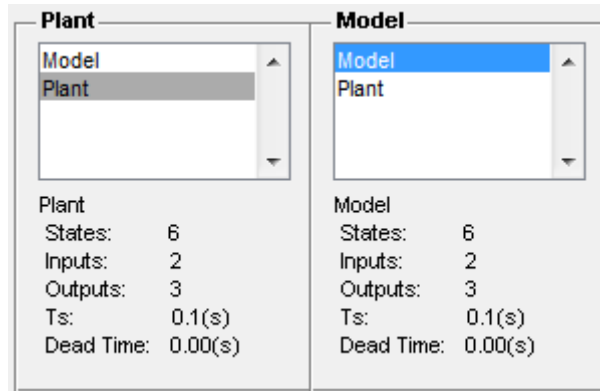 Plant
Model
Plant
Plant
States: 6
Inputs: 2
Outputs: 3
Ts: 0.1(s)
Dead Time: 0.00(s)
Model
Model
Plant
Model
States: 6
Inputs: 2
Outputs: 3
Ts: 0.1(s)
Dead Time: 0.00(s)